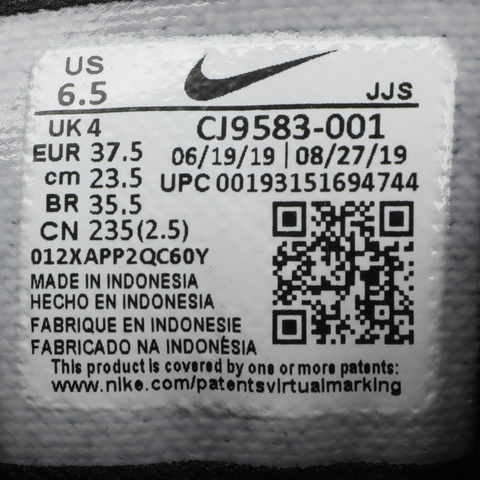 US
6.5
JJS
UK 4
CJ9583-001
EUR 37.5
06/19/19 | 08/27/19
cm 23.5
UPC 00193151694744
BR 35.5
CN 235(2.5)
012XAPP2QC60Y
MADE IN INDONESIA
HECHO EN INDONESIA
FABRIQUE EN INDONESIE
FABRICADO NA INDONÉSIA
This product is covered by one or more patents:
www.nike.com/patentsvirtualmarking